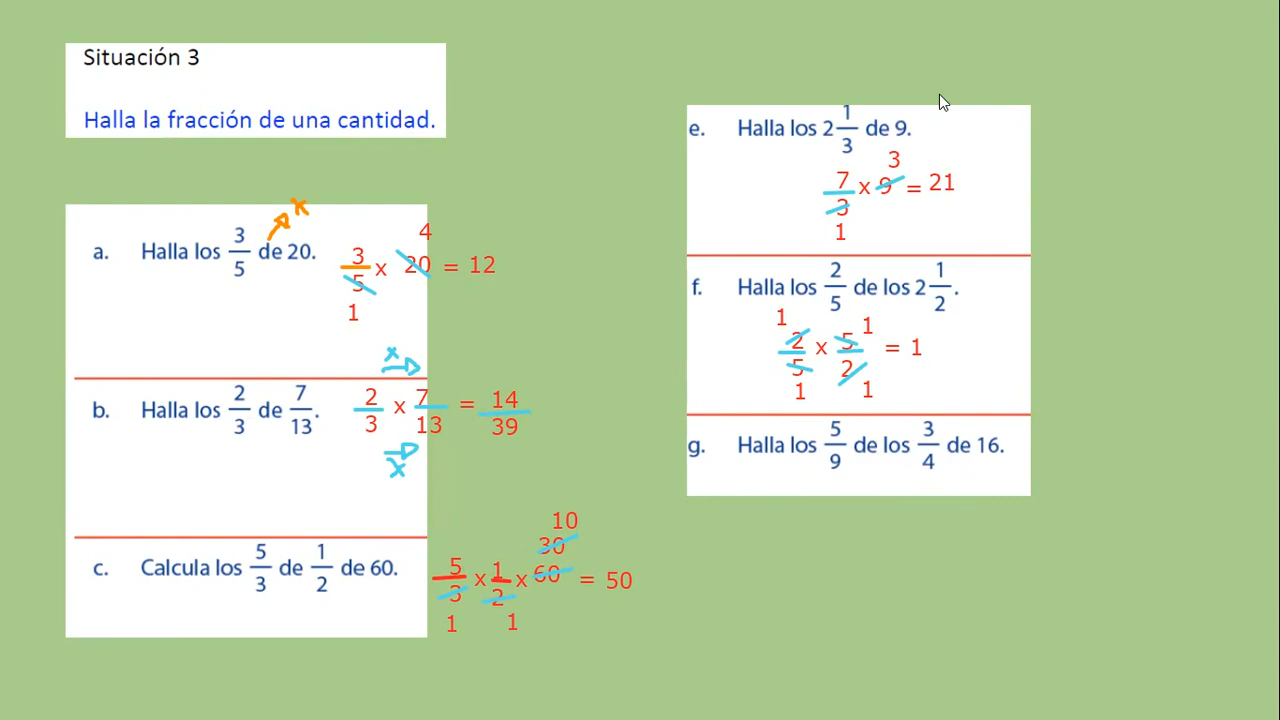 Situación 3
Halla la fracción de una cantidad.
x
a. Halla los 3/5 de 20.
4
3/5 x 20 = 12
1
x
b. Halla los 2/3 de 7/13.
2/3 x 7/13 = 14/39
x
c. Calcula los 5/3 de 1/2 de 60.
10
30
5/3 x 1/2 x 60 = 50
1 1
e. Halla los 2 1/3 de 9.
3
7/3 x 9 = 21
1
f. Halla los 2/5 de los 2 1/2.
1 1
2/5 x 5/2 = 1
1 1
g. Halla los 5/9 de los 3/4 de 16.